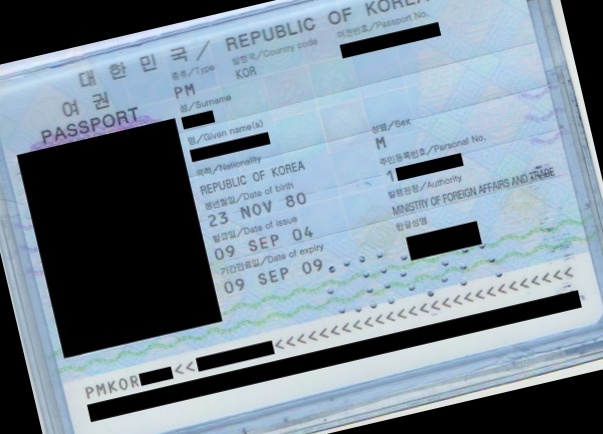 대한민국/ REPUBLIC OF KOREA
여권
PASSPORT
종류/Type 발행국/Country code 여권번호/Passport No.
PM KOR
성/Surname
명/Given name(s)
국적/Nationality 성별/Sex
REPUBLIC OF KOREA M
생년월일/Date of birth 주민등록번호/Personal No.
23 NOV 80 1
발급일/Date of issue 발행관청/Authority
09 SEP 04 MINISTRY OF FOREIGN AFFAIRS AND TRADE
기간만료일/Date of expiry 한글성명
09 SEP 09
PMKOR <<<<<<<<<<<<<<<<<<<<<<<<<<<<<